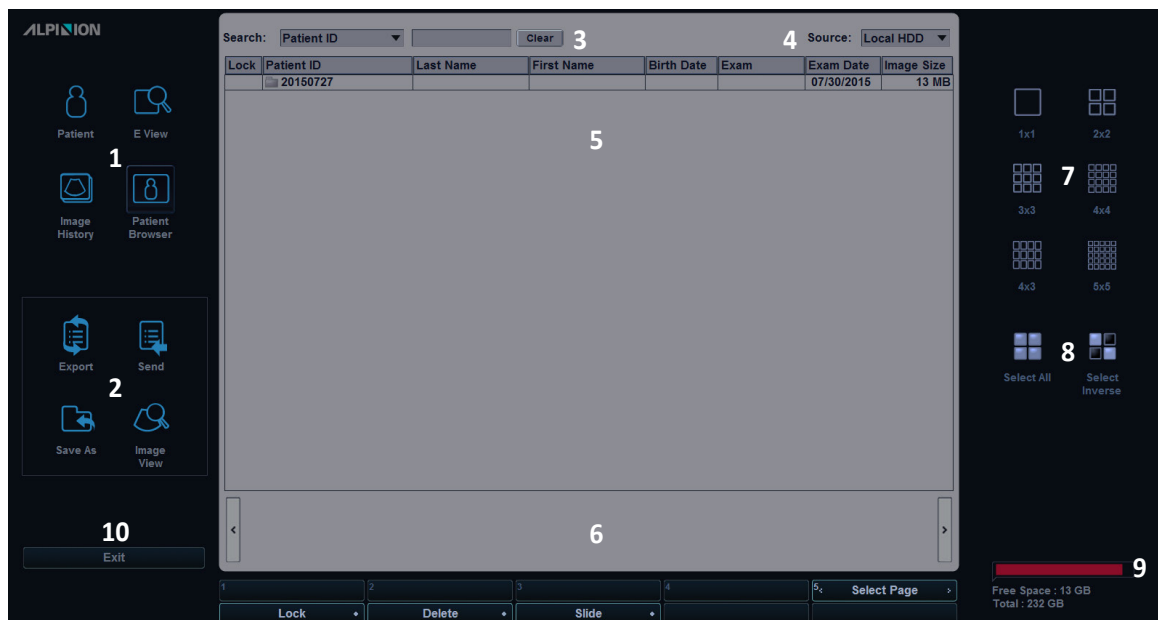 ALPINION
Search: Patient ID Clear 3 4 Source: Local HDD
Lock Patient ID Last Name First Name Birth Date Exam Exam Date Image Size
20150727 07/30/2015 13 MB
Patient E View
1
Image History
Patient Browser
Export Send
2
Save As
Image View
10
Exit
5
6
< >
1x1 2x2
7
3x3 4x4
4x3 5x5
8
Select All
Select Inverse
9
Free Space : 13 GB
Total : 232 GB
1 2 3 4 5 < Select Page >
Lock Delete Slide